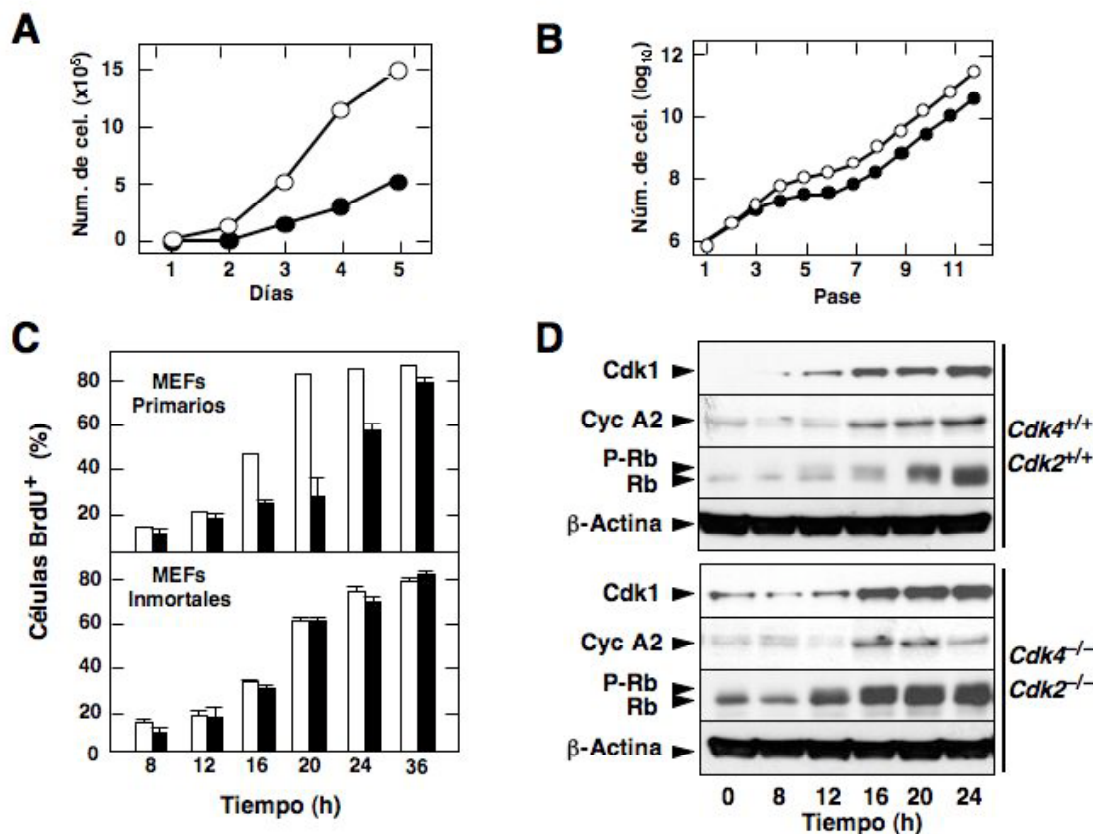 A
Num. de cel. (x10⁵)
15
10
5
0
1 2 3 4 5
Días
B
Núm. de cél. (log₁₀)
12
10
8
6
1 3 5 7 9 11
Pase
C
Células BrdU⁺ (%)
MEFs
Primarios
80
60
40
20
MEFs
Inmortales
80
60
40
20
0
8 12 16 20 24 36
Tiempo (h)
D
Cdk1
Cyc A2
P-Rb
Rb
β-Actina
Cdk4⁺/⁺
Cdk2⁺/⁺
Cdk1
Cyc A2
P-Rb
Rb
β-Actina
Cdk4⁻/⁻
Cdk2⁻/⁻
0 8 12 16 20 24
Tiempo (h)